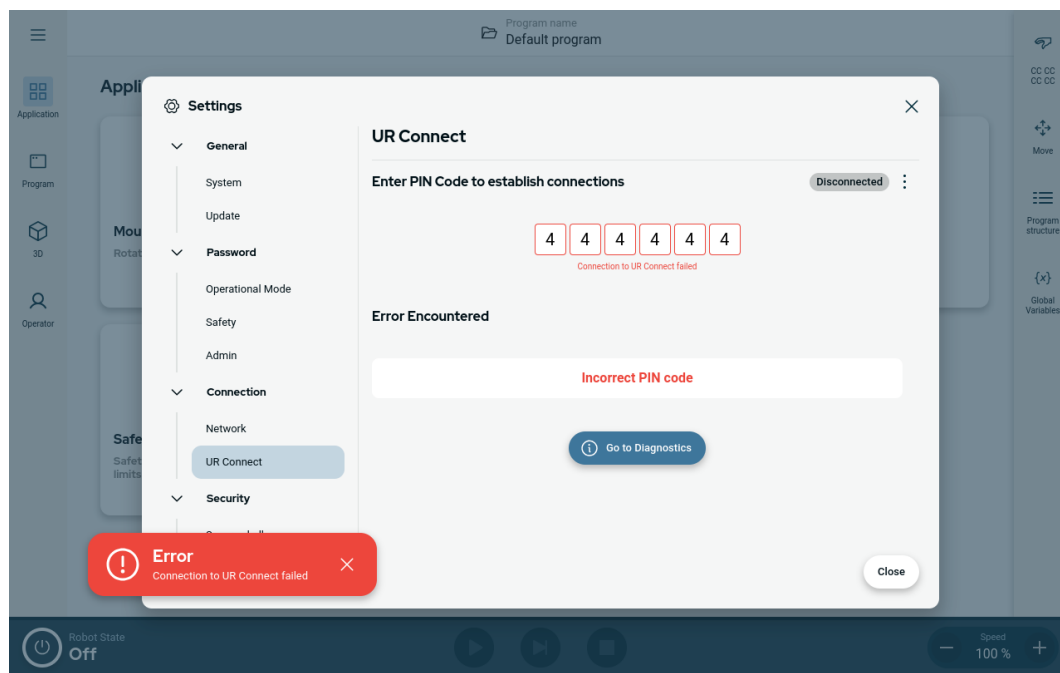 Program name
Default program
Application
Program
3D
Operator
Appli
Mou
Rotat
Safe
Safet
limits
Settings
General
System
Update
Password
Operational Mode
Safety
Admin
Connection
Network
UR Connect
Security
UR Connect
Enter PIN Code to establish connections
Disconnected
4 4 4 4 4 4
Connection to UR Connect failed
Error Encountered
Incorrect PIN code
Go to Diagnostics
Close
Error
Connection to UR Connect failed
CC CC
CC CC
Move
Program
structure
{x}
Global
Variables
Robot State
Off
Speed
100 %